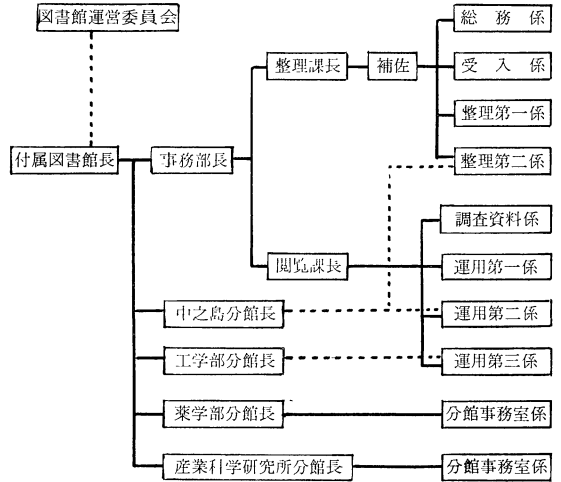 図書館運営委員会
総務係
整理課長
補佐
受入係
整理第一係
付属図書館長
事務部長
整理第二係
調査資料係
閲覧課長
運用第一係
中之島分館長
運用第二係
工学部分館長
運用第三係
薬学部分館長
分館事務室係
産業科学研究所分館長
分館事務室係